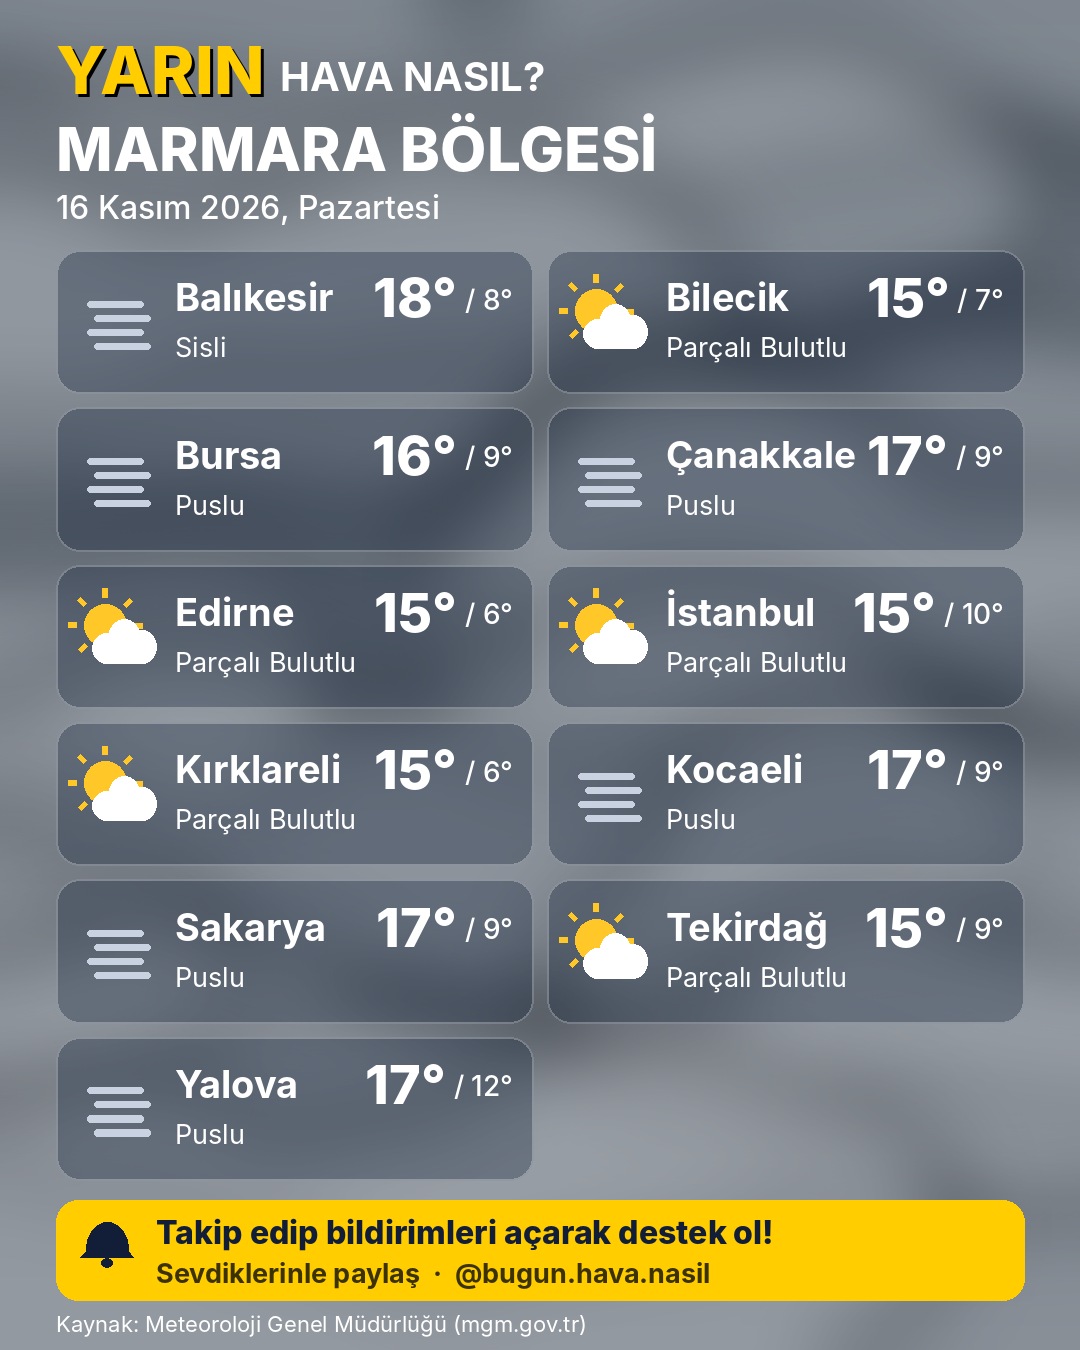 YARIN HAVA NASIL?
MARMARA BÖLGESİ
16 Kasım 2026, Pazartesi
Balıkesir 18° / 8°
Sisli
Bilecik 15° / 7°
Parçalı Bulutlu
Bursa 16° / 9°
Puslu
Çanakkale 17° / 9°
Puslu
Edirne 15° / 6°
Parçalı Bulutlu
İstanbul 15° / 10°
Parçalı Bulutlu
Kırklareli 15° / 6°
Parçalı Bulutlu
Kocaeli 17° / 9°
Puslu
Sakarya 17° / 9°
Puslu
Tekirdağ 15° / 9°
Parçalı Bulutlu
Yalova 17° / 12°
Puslu
Takip edip bildirimleri açarak destek ol!
Sevdiklerinle paylaş · @bugun.hava.nasil
Kaynak: Meteoroloji Genel Müdürlüğü (mgm.gov.tr)